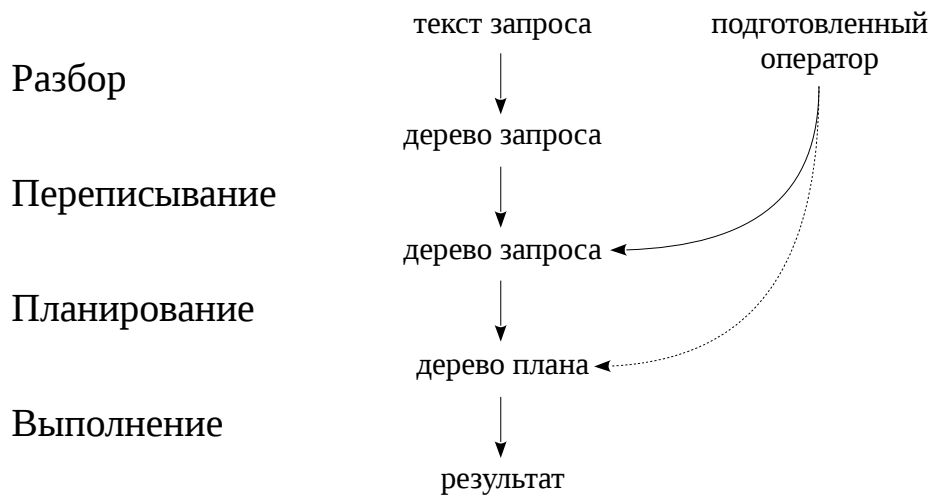 текст запроса
подготовленный
оператор
Разбор
дерево запроса
Переписывание
дерево запроса
Планирование
дерево плана
Выполнение
результат